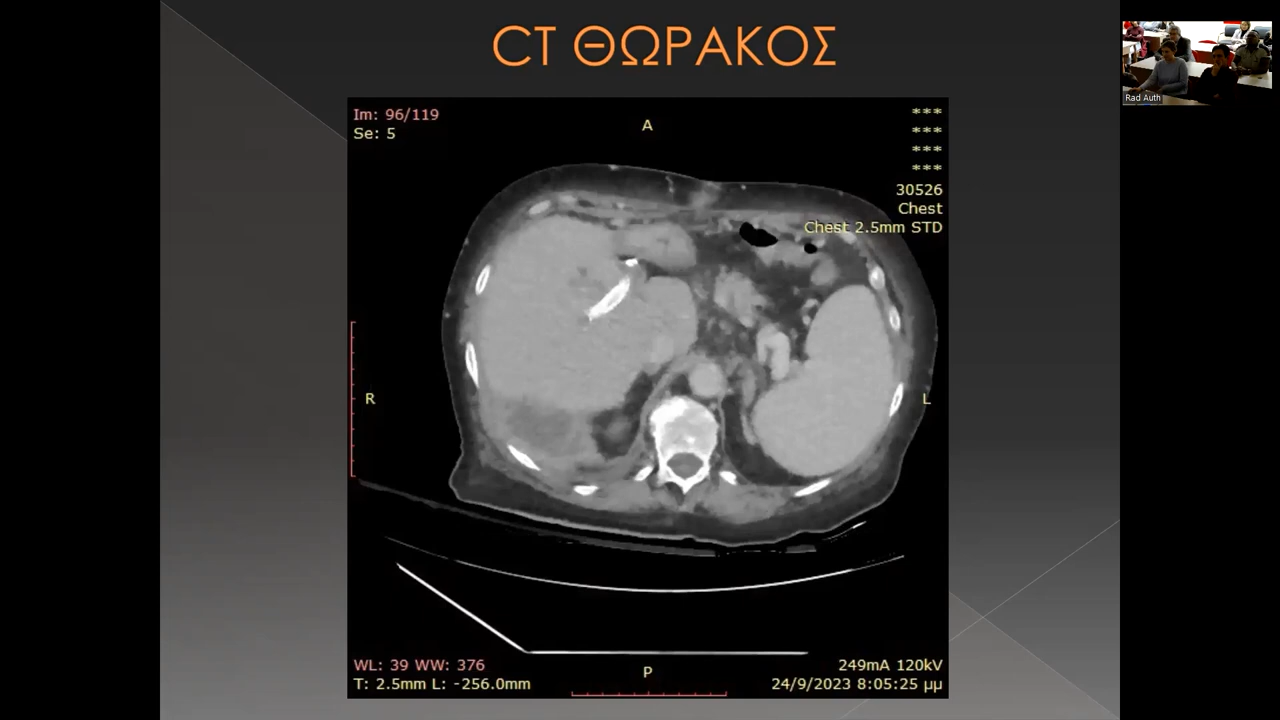 CT ΘΩΡΑΚΟΣ
Rad Auth
Im: 96/119
Se: 5
A
***
***
***
***
30526
Chest
Chest 2.5mm STD
R
L
WL: 39 WW: 376
T: 2.5mm L: -256.0mm
P
249mA 120kV
24/9/2023 8:05:25 μμ